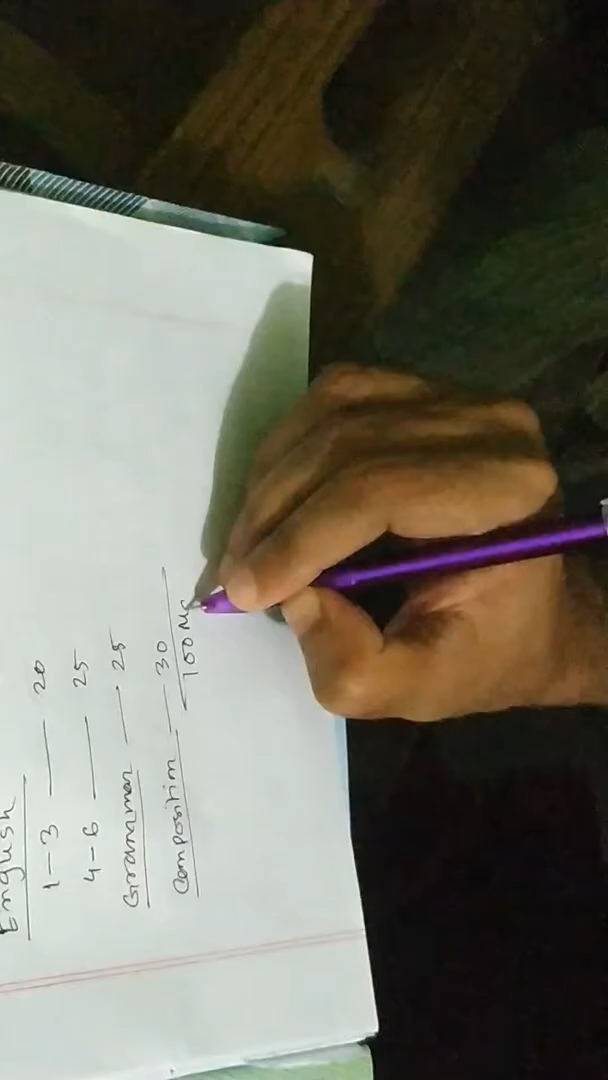 English
1-3 — 20
4-6 — 25
Grammar — 25
Composition — 30
100 M